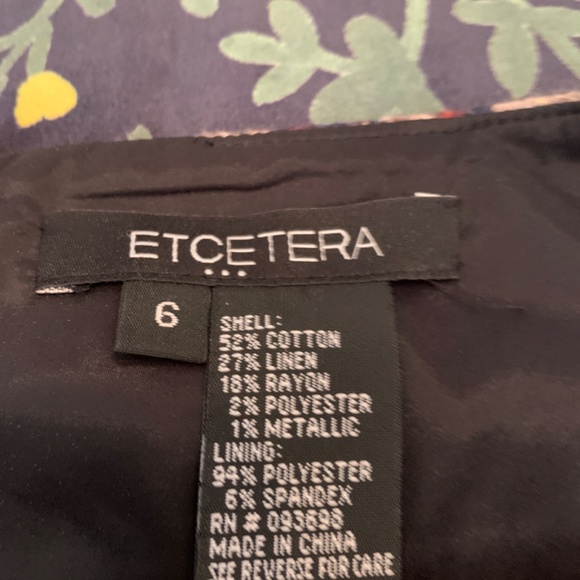 ETCETERA
...
6
SHELL:
52% COTTON
27% LINEN
18% RAYON
2% POLYESTER
1% METALLIC
LINING:
94% POLYESTER
6% SPANDEX
RN # 093898
MADE IN CHINA
SEE REVERSE FOR CARE